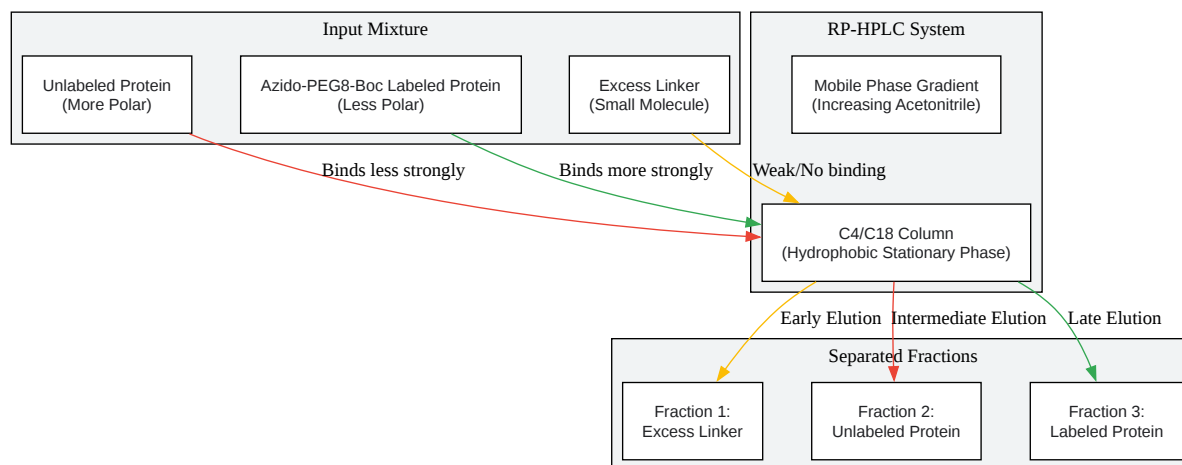 Input Mixture
Unlabeled Protein
(More Polar)
Azido-PEG8-Boc Labeled Protein
(Less Polar)
Excess Linker
(Small Molecule)
RP-HPLC System
Mobile Phase Gradient
(Increasing Acetonitrile)
Binds less strongly
Binds more strongly
Weak/No binding
C4/C18 Column
(Hydrophobic Stationary Phase)
Early Elution
Intermediate Elution
Late Elution
Separated Fractions
Fraction 1:
Excess Linker
Fraction 2:
Unlabeled Protein
Fraction 3:
Labeled Protein